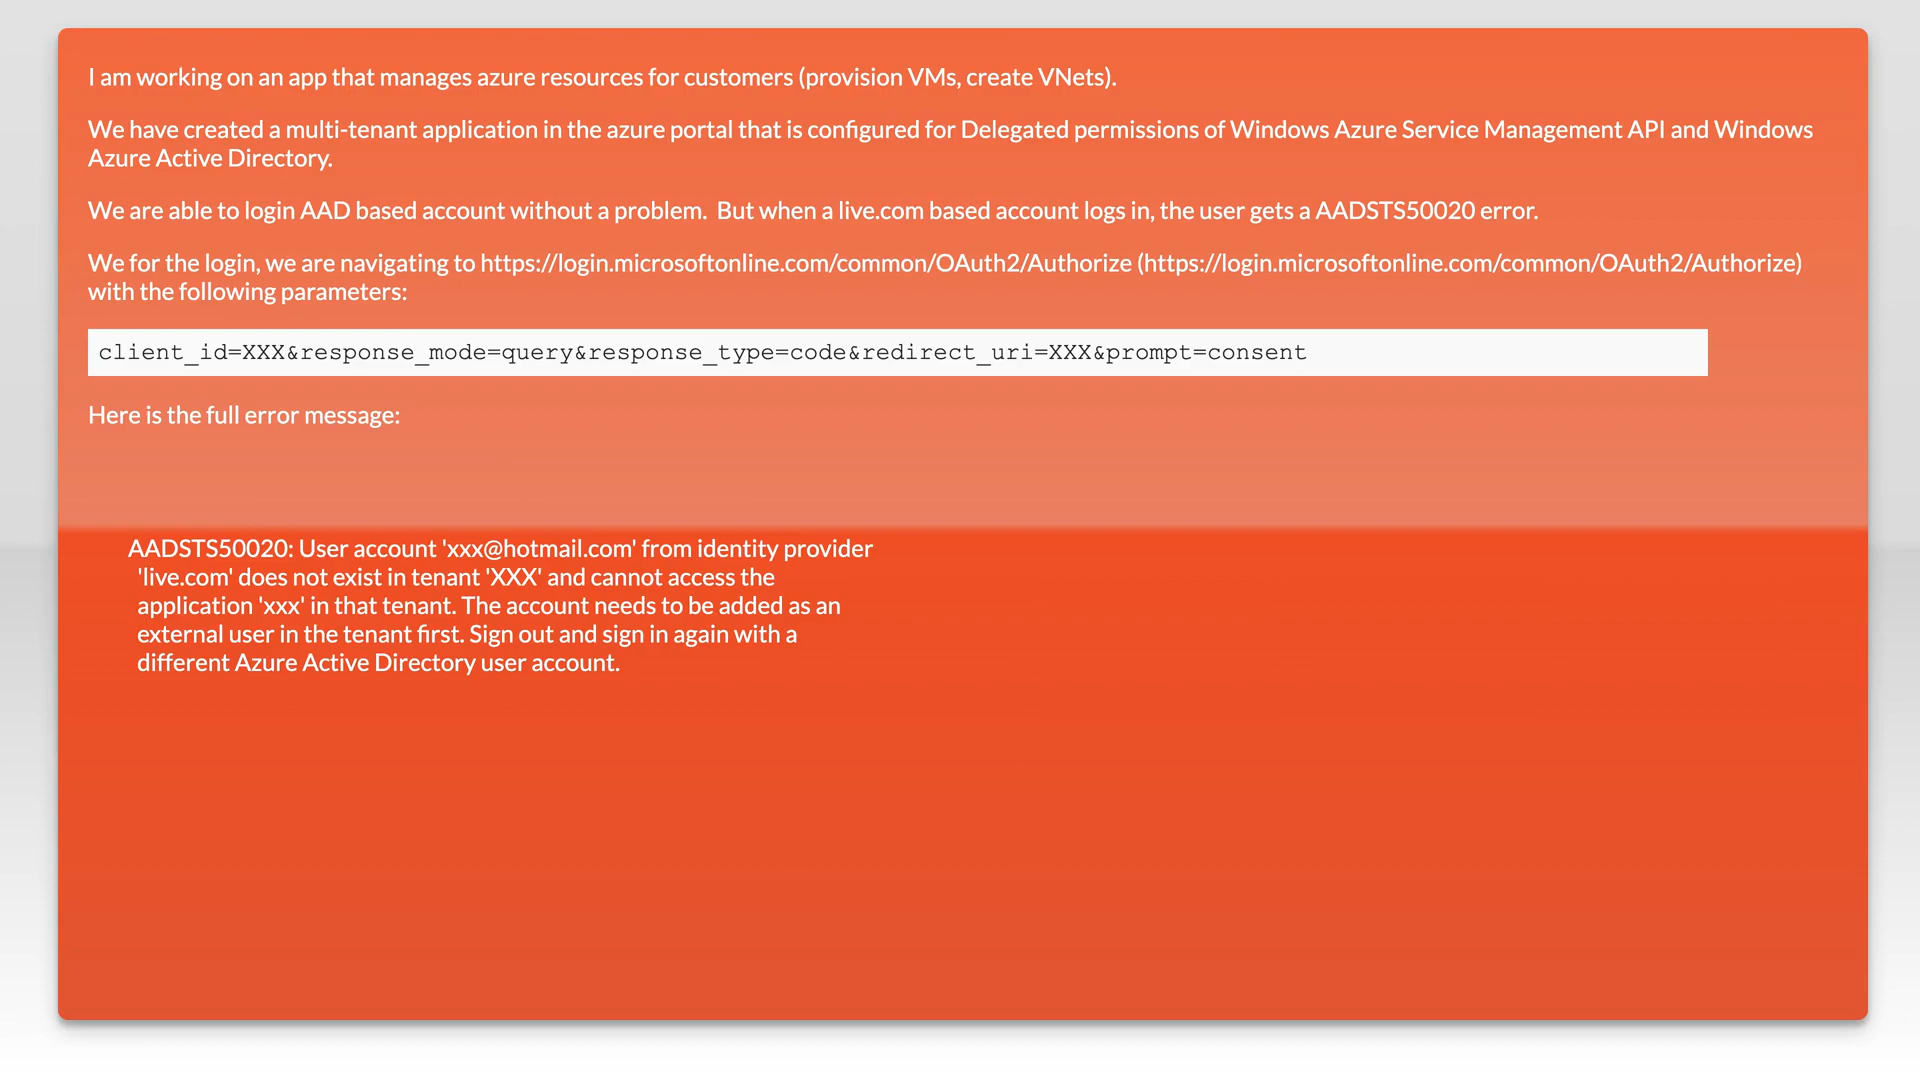 I am working on an app that manages azure resources for customers (provision VMs, create VNets).
We have created a multi-tenant application in the azure portal that is configured for Delegated permissions of Windows Azure Service Management API and Windows
Azure Active Directory.
We are able to login AAD based account without a problem.  But when a live.com based account logs in, the user gets a AADSTS50020 error.
We for the login, we are navigating to https://login.microsoftonline.com/common/OAuth2/Authorize (https://login.microsoftonline.com/common/OAuth2/Authorize)
with the following parameters:
client_id=XXX&response_mode=query&response_type=code&redirect_uri=XXX&prompt=consent
Here is the full error message:
AADSTS50020: User account 'xxx@hotmail.com' from identity provider
'live.com' does not exist in tenant 'XXX' and cannot access the
application 'xxx' in that tenant. The account needs to be added as an
external user in the tenant first. Sign out and sign in again with a
different Azure Active Directory user account.